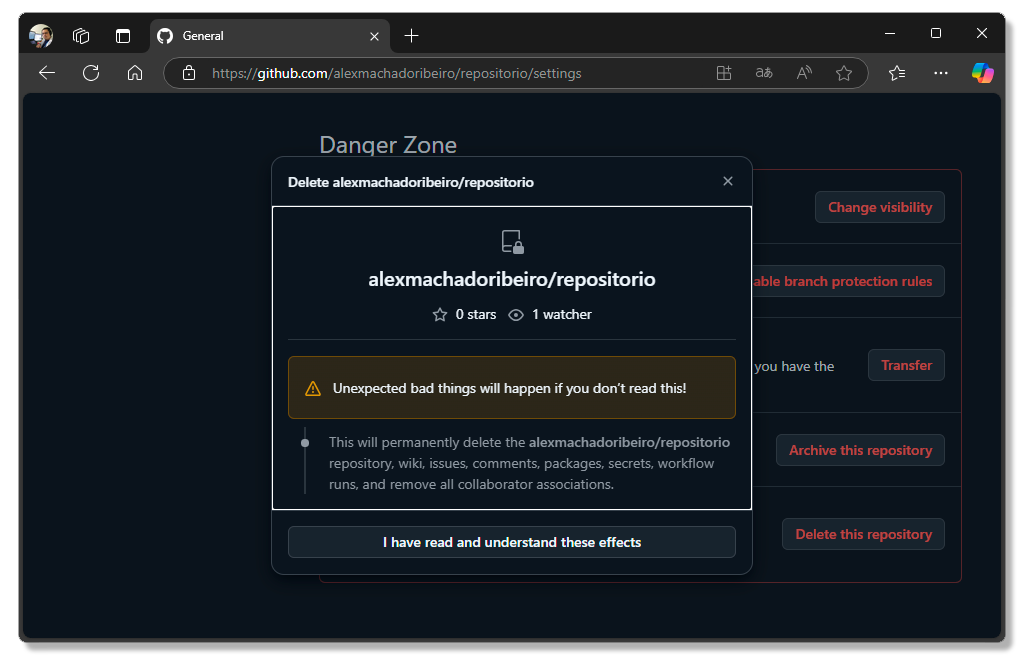 General
https://github.com/alexmachadoribeiro/repositorio/settings
Danger Zone
Delete alexmachadoribeiro/repositorio
alexmachadoribeiro/repositorio
0 stars 1 watcher
Unexpected bad things will happen if you don't read this!
This will permanently delete the alexmachadoribeiro/repositorio
repository, wiki, issues, comments, packages, secrets, workflow
runs, and remove all collaborator associations.
I have read and understand these effects
Change visibility
able branch protection rules
you have the
Transfer
Archive this repository
Delete this repository